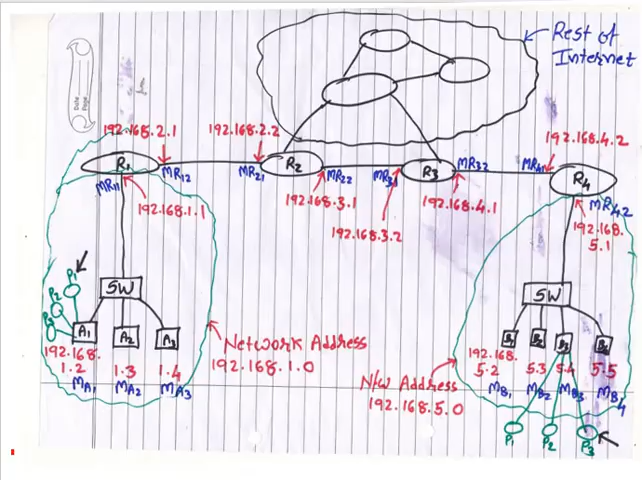 Rest of
Internet
Date
Page
192.168.2.1
192.168.2.2
192.168.4.2
R1
R2
R3
R4
MR11
MR12
MR21
MR22
MR31
MR32
MR41
MR42
192.168.1.1
192.168.3.1
192.168.3.2
192.168.4.1
192.168.
5.1
SW
SW
P1
P2
P3
A1
A2
A3
B1
B2
B3
B4
192.168.
1.2
1.3
1.4
MA1
MA2
MA3
Network Address
192.168.1.0
N/w Address
192.168.5.0
192.168.
5.2
5.3
5.4
5.5
MB1
MB2
MB3
MB4
P1
P2
P3